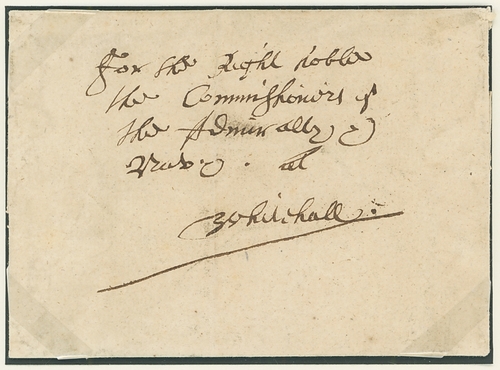 For the Right noble
the Commissioners of
the Admiralty &
Navy. at
Whitehall.